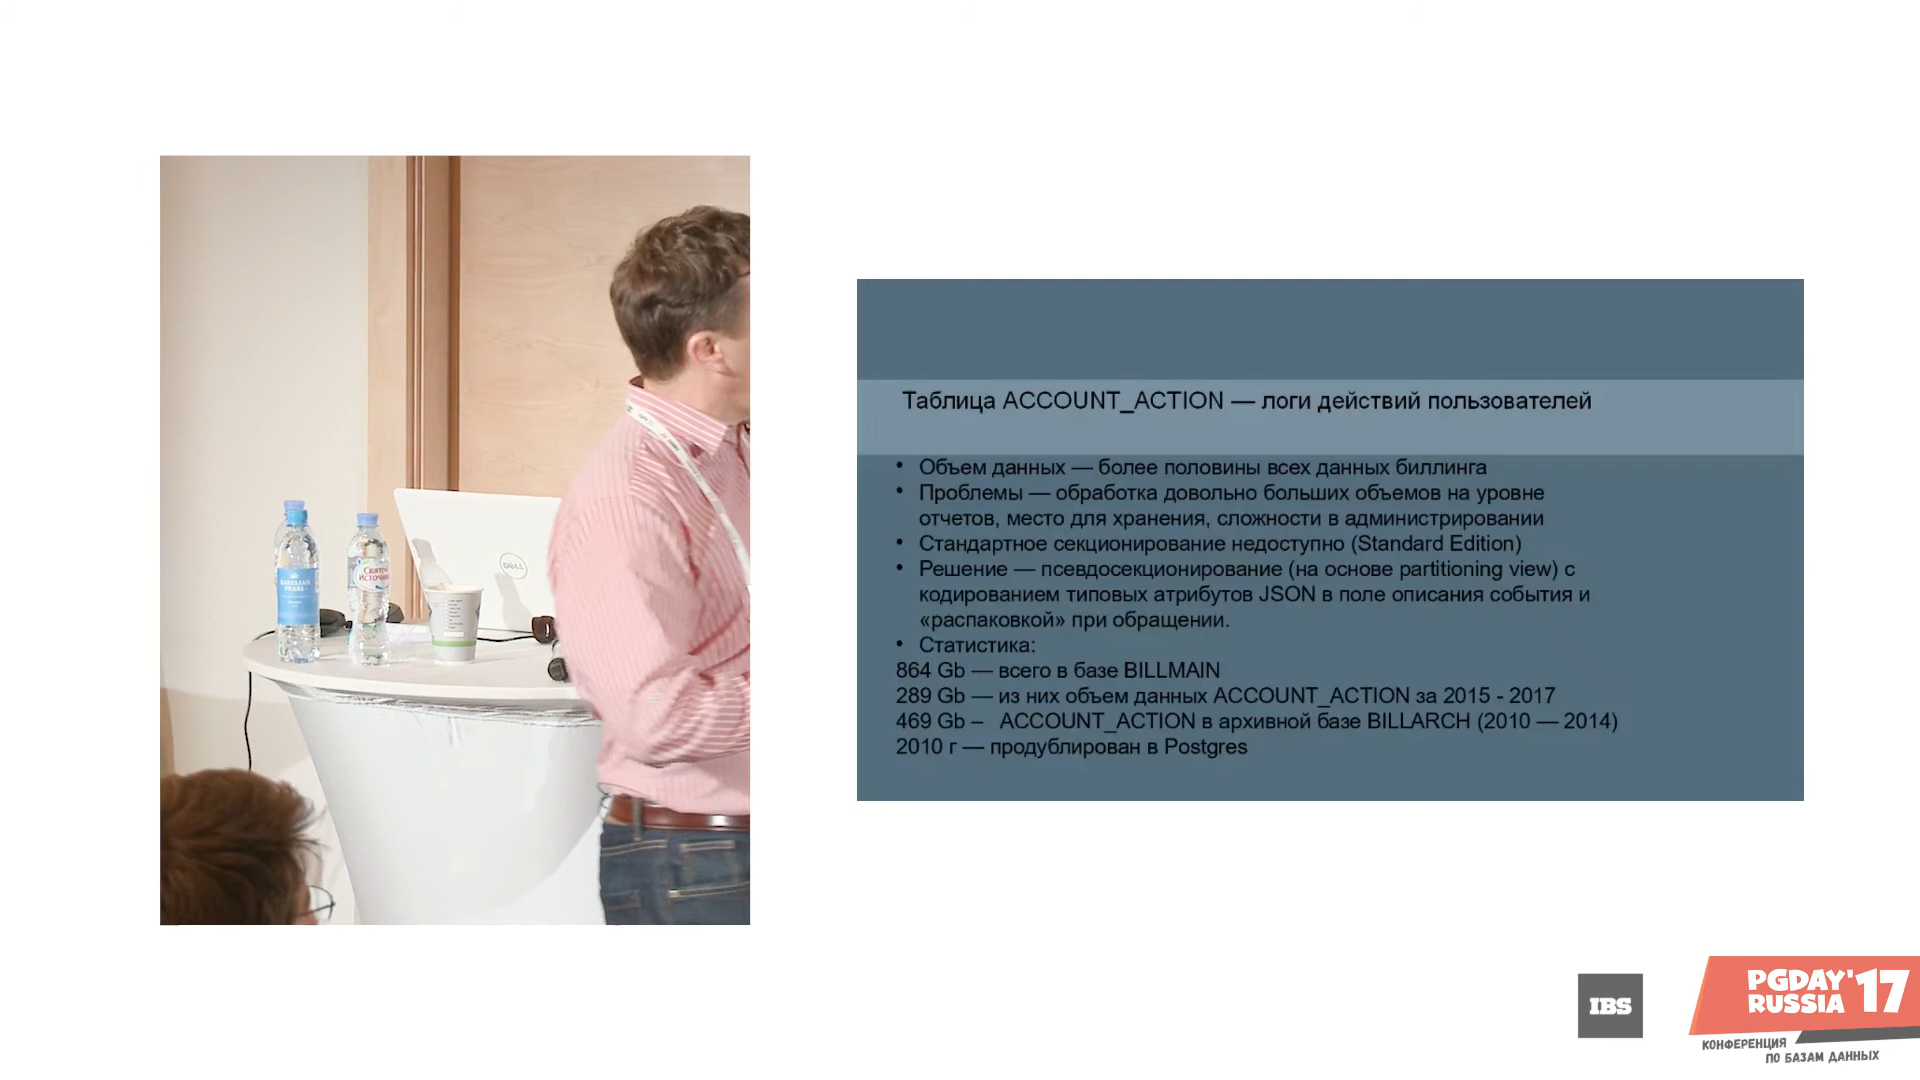 Таблица ACCOUNT_ACTION — логи действий пользователей
• Объем данных — более половины всех данных биллинга
• Проблемы — обработка довольно больших объемов на уровне
отчетов, место для хранения, сложности в администрировании
• Стандартное секционирование недоступно (Standard Edition)
• Решение — псевдосекционирование (на основе partitioning view) с
кодированием типовых атрибутов JSON в поле описания события и
«распаковкой» при обращении.
• Статистика:
864 Gb — всего в базе BILLMAIN
289 Gb — из них объем данных ACCOUNT_ACTION за 2015 - 2017
469 Gb – ACCOUNT_ACTION в архивной базе BILLARCH (2010 — 2014)
2010 г — продублирован в Postgres
DELL
Святой
Источник
IBS
PGDAY'17
RUSSIA
КОНФЕРЕНЦИЯ
ПО БАЗАМ ДАННЫХ